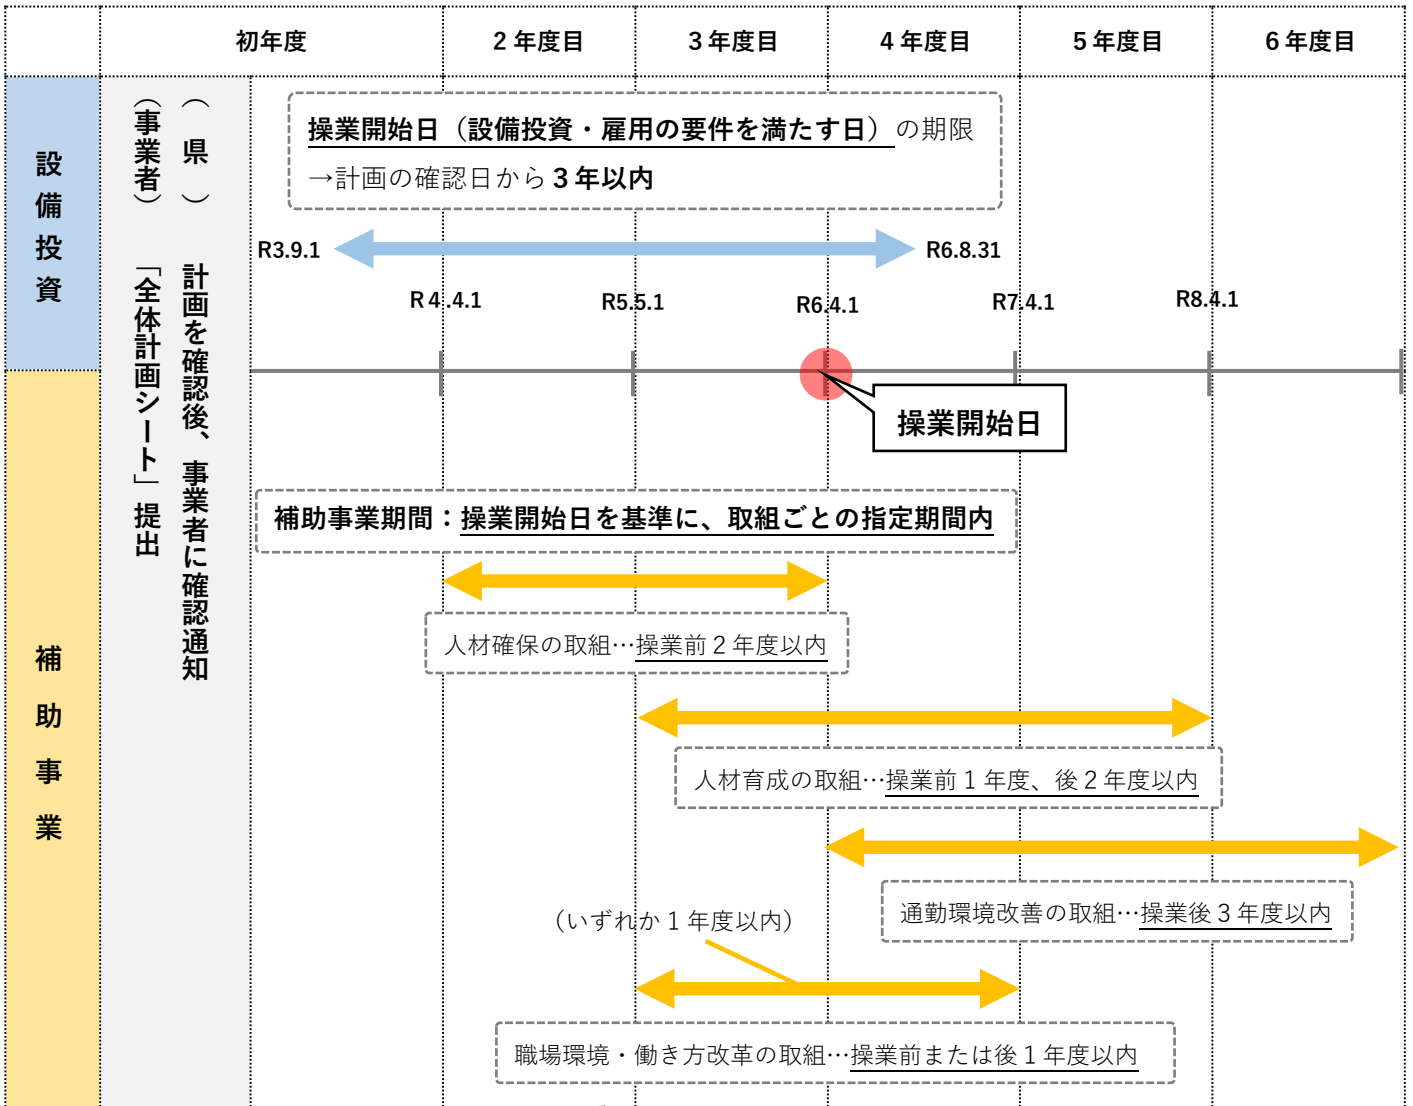 初年度
２年度目
３年度目
４年度目
５年度目
６年度目
設備投資
（県）　計画を確認後、事業者に確認通知
（事業者）　「全体計画シート」提出
操業開始日（設備投資・雇用の要件を満たす日）の期限
→計画の確認日から３年以内
R3.9.1
R6.8.31
R４.4.1
R5.5.1
R6.4.1
R7.4.1
R8.4.1
操業開始日
補助事業
補助事業期間：操業開始日を基準に、取組ごとの指定期間内
人材確保の取組…操業前２年度以内
人材育成の取組…操業前１年度、後２年度以内
通勤環境改善の取組…操業後３年度以内
（いずれか１年度以内）
職場環境・働き方改革の取組…操業前または後１年度以内